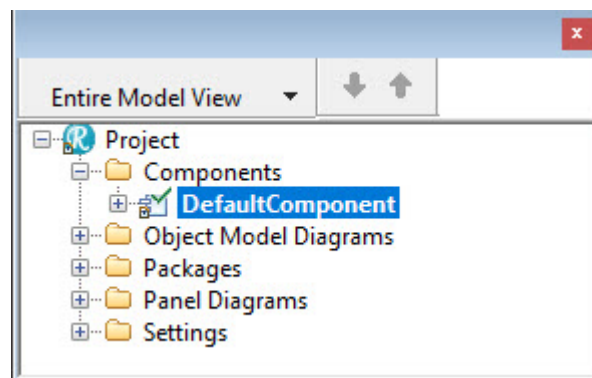 x
Entire Model View
Project
Components
DefaultComponent
Object Model Diagrams
Packages
Panel Diagrams
Settings